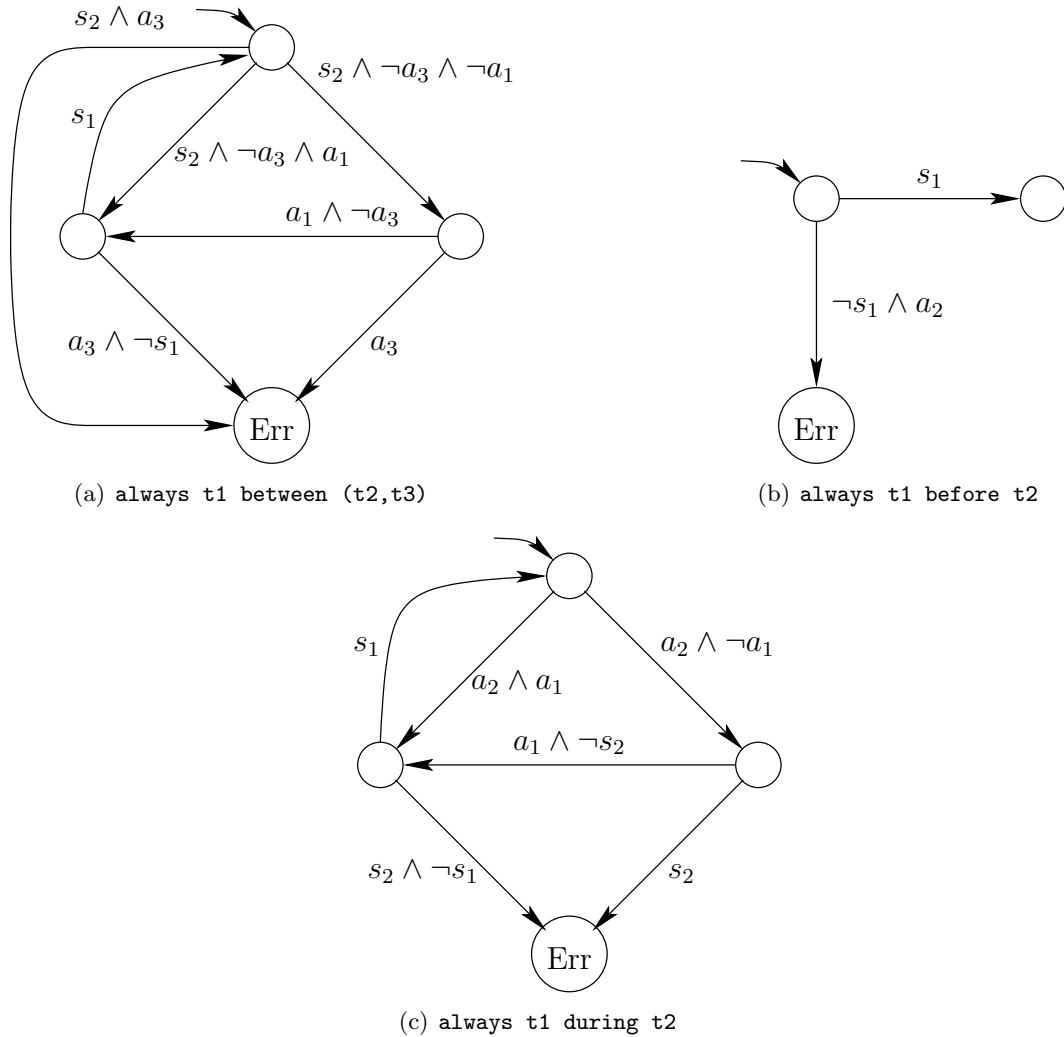 s₂ ∧ a₃
s₂ ∧ ¬a₃ ∧ ¬a₁
s₁
s₂ ∧ ¬a₃ ∧ a₁
a₁ ∧ ¬a₃
a₃ ∧ ¬s₁
a₃
Err
(a) always t1 between (t2,t3)
s₁
¬s₁ ∧ a₂
Err
(b) always t1 before t2
s₁
a₂ ∧ ¬a₁
a₂ ∧ a₁
a₁ ∧ ¬s₂
s₂ ∧ ¬s₁
s₂
Err
(c) always t1 during t2